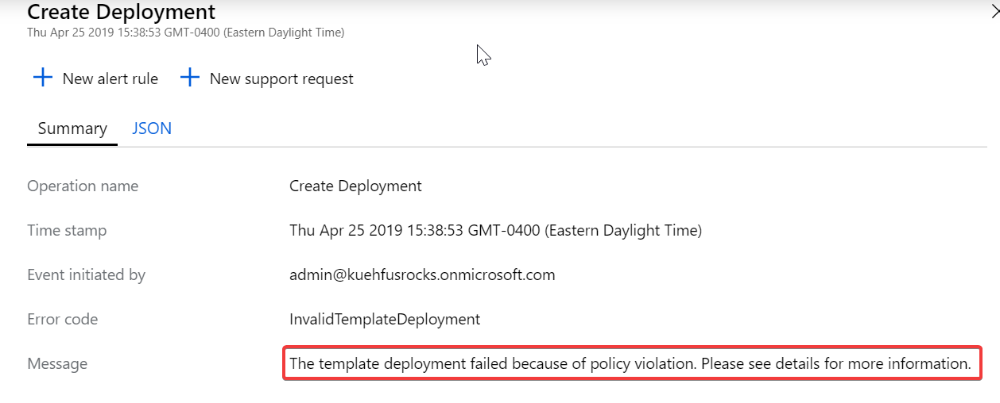 Create Deployment
Thu Apr 25 2019 15:38:53 GMT-0400 (Eastern Daylight Time)
New alert rule New support request
Summary JSON
Operation name Create Deployment
Time stamp Thu Apr 25 2019 15:38:53 GMT-0400 (Eastern Daylight Time)
Event initiated by admin@kuehfusrocks.onmicrosoft.com
Error code InvalidTemplateDeployment
Message The template deployment failed because of policy violation. Please see details for more information.